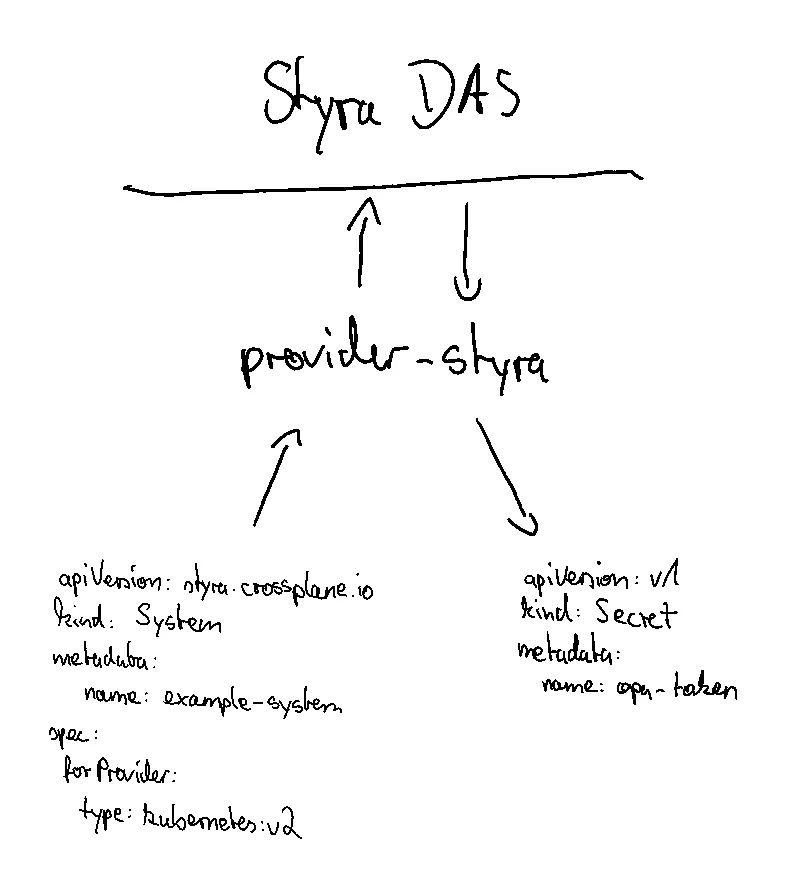 Styra DAS
provider-styra
apiVersion: styra.crossplane.io
kind: System
metadata:
name: example-system
spec:
forProvider:
type: kubernetes:v2
apiVersion: v1
kind: Secret
metadata:
name: opa-token